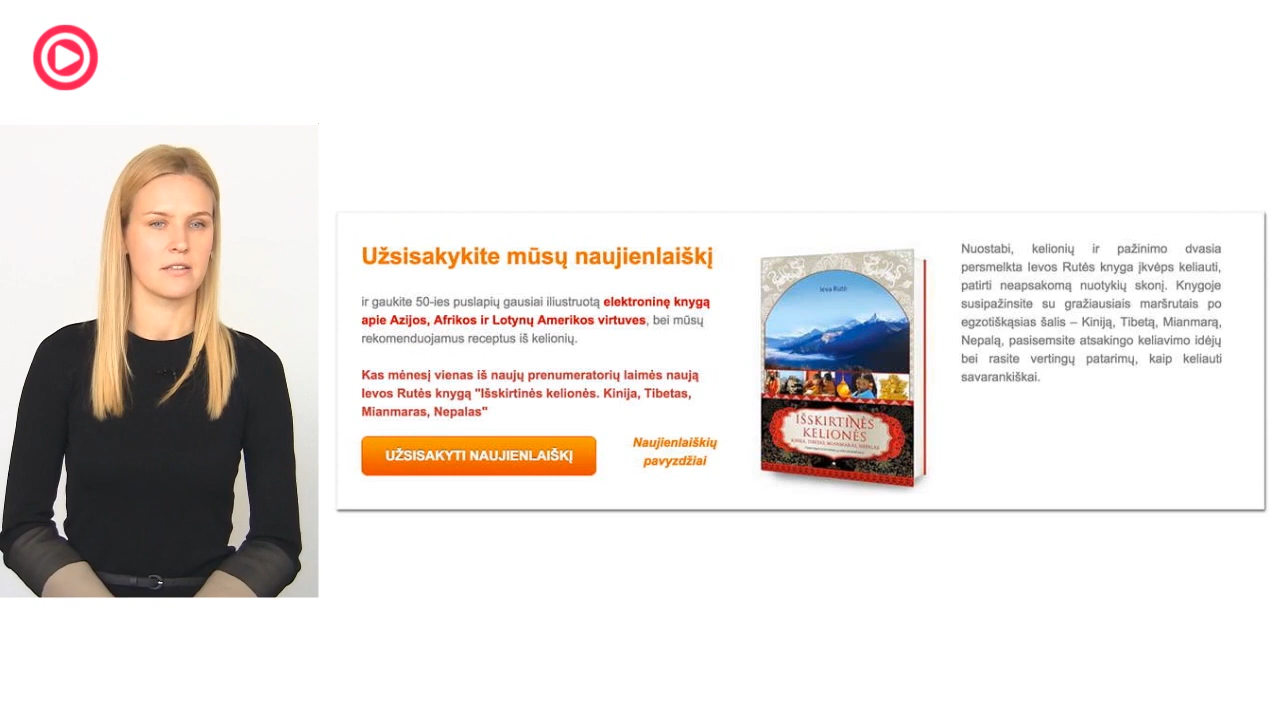 Užsisakykite mūsų naujienlaiškį
ir gaukite 50-ies puslapių gausiai iliustruotą elektroninę knygą
apie Azijos, Afrikos ir Lotynų Amerikos virtuves, bei mūsų
rekomenduojamus receptus iš kelionių.
Kas mėnesį vienas iš naujų prenumeratorių laimės naują
Ievos Rutės knygą "Išskirtinės kelionės. Kinija, Tibetas,
Mianmaras, Nepalas"
UŽSISAKYTI NAUJIENLAIŠKĮ
Naujienlaiškių
pavyzdžiai
Ieva Rutė
IŠSKIRTINĖS
KELIONĖS
KINIJA, TIBETAS, MIANMARAS, NEPALAS
Nuostabi, kelionių ir pažinimo dvasia
persmelkta Ievos Rutės knyga įkvėps keliauti,
patirti neapsakomą nuotykių skonį. Knygoje
susipažinsite su gražiausiais maršrutais po
egzotiškąsias šalis – Kiniją, Tibetą, Mianmarą,
Nepalą, pasisemsite atsakingo keliavimo idėjų
bei rasite vertingų patarimų, kaip keliauti
savarankiškai.